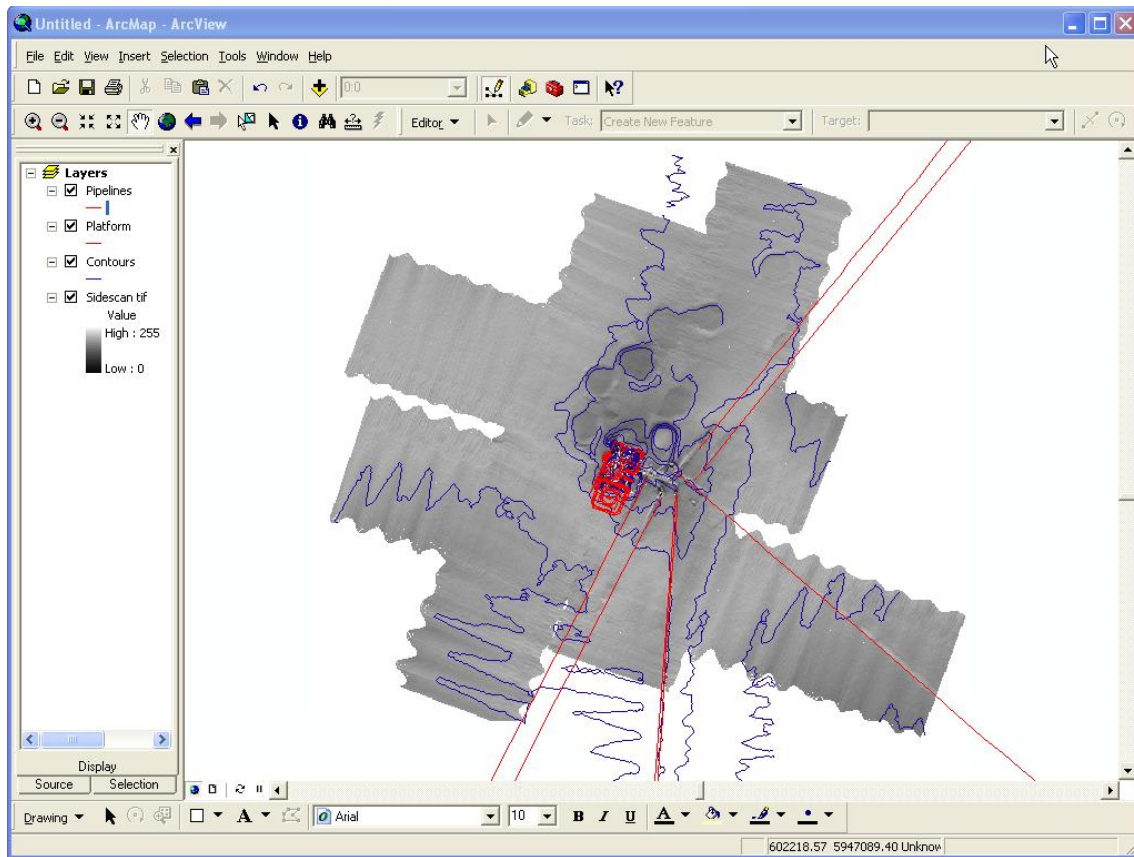 Untitled - ArcMap - ArcView
File Edit View Insert Selection Tools Window Help
0:0
Editor Task: Create New Feature Target:
Layers
Pipelines
Platform
Contours
Sidescan tif
Value
High : 255
Low : 0
Display
Source Selection
Drawing A Arial 10 B I U A
602218.57 5947089.40 Unknow